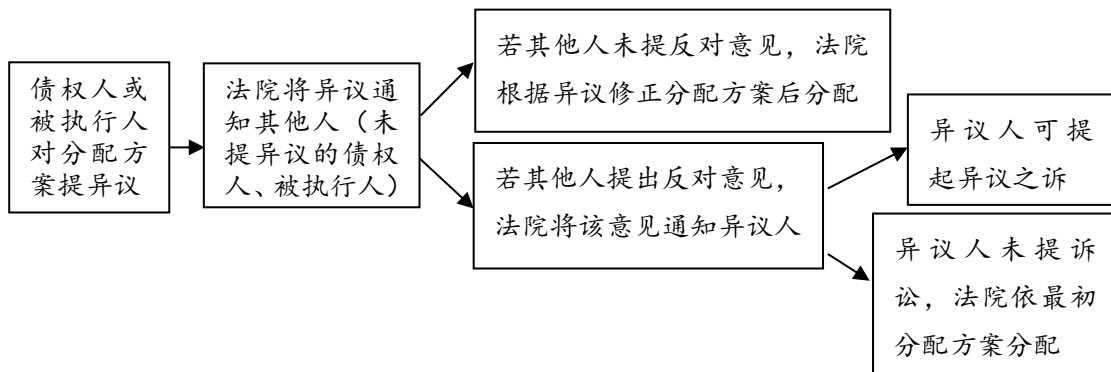 债权人或
被执行人
对分配方
案提异议
法院将异议通
知其他人（未
提异议的债权
人、被执行人）
若其他人未提反对意见，法院
根据异议修正分配方案后分配
若其他人提出反对意见，
法院将该意见通知异议人
异议人可提
起异议之诉
异议人未提诉
讼，法院依最初
分配方案分配